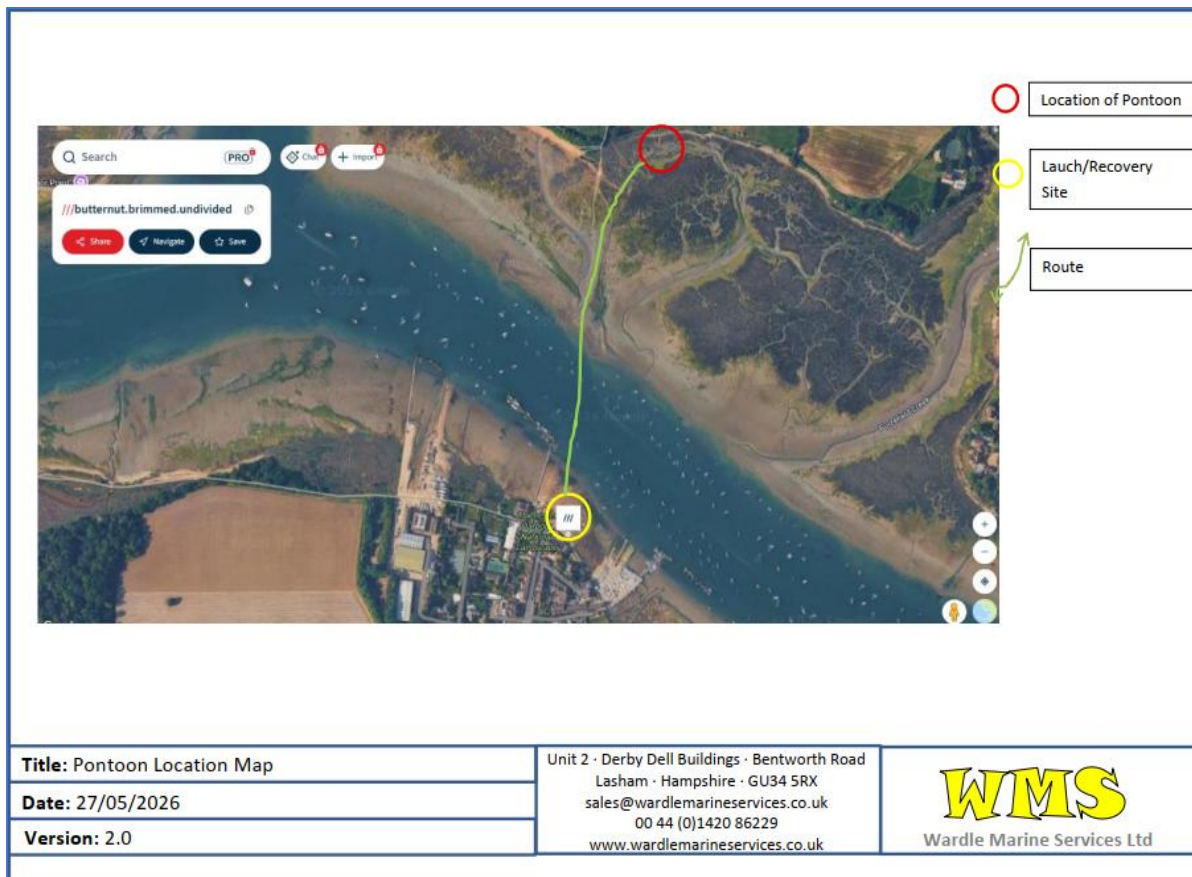 Location of Pontoon
Search
PRO
Chat
Import
///butternut.brimmed.undivided
Share
Navigate
Save
Lauch/Recovery
Site
Route
Title: Pontoon Location Map
Date: 27/05/2026
Version: 2.0
Unit 2 · Derby Dell Buildings · Bentworth Road
Lasham · Hampshire · GU34 5RX
sales@wardlemarineservices.co.uk
00 44 (0)1420 86229
www.wardlemarineservices.co.uk
WMS
Wardle Marine Services Ltd